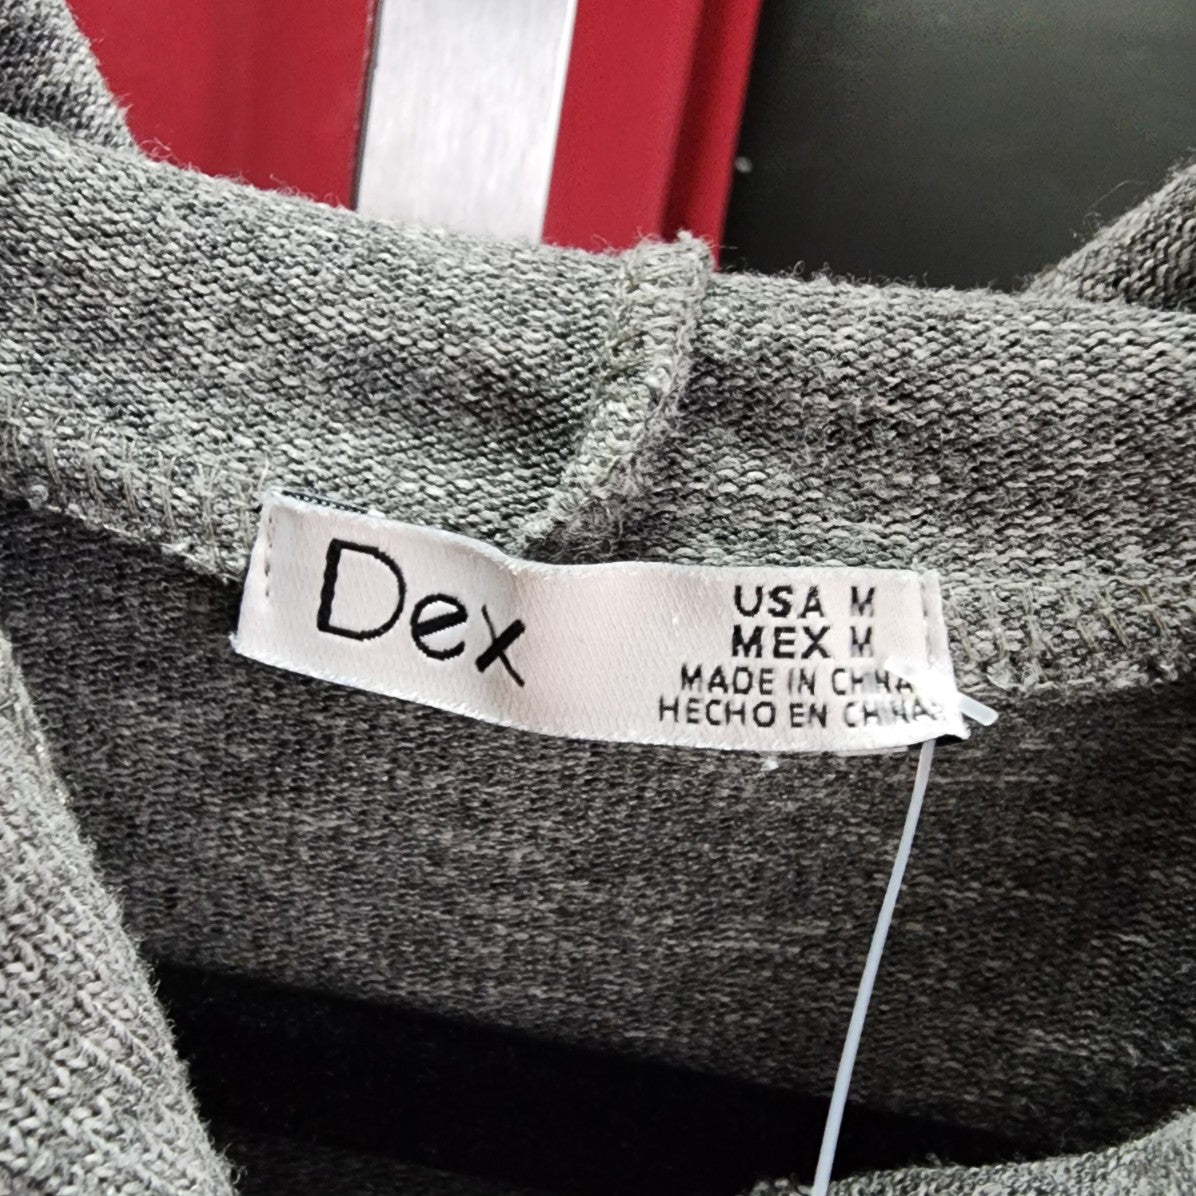 Dex
USA M
MEX M
MADE IN CHINA
HECHO EN CHINA